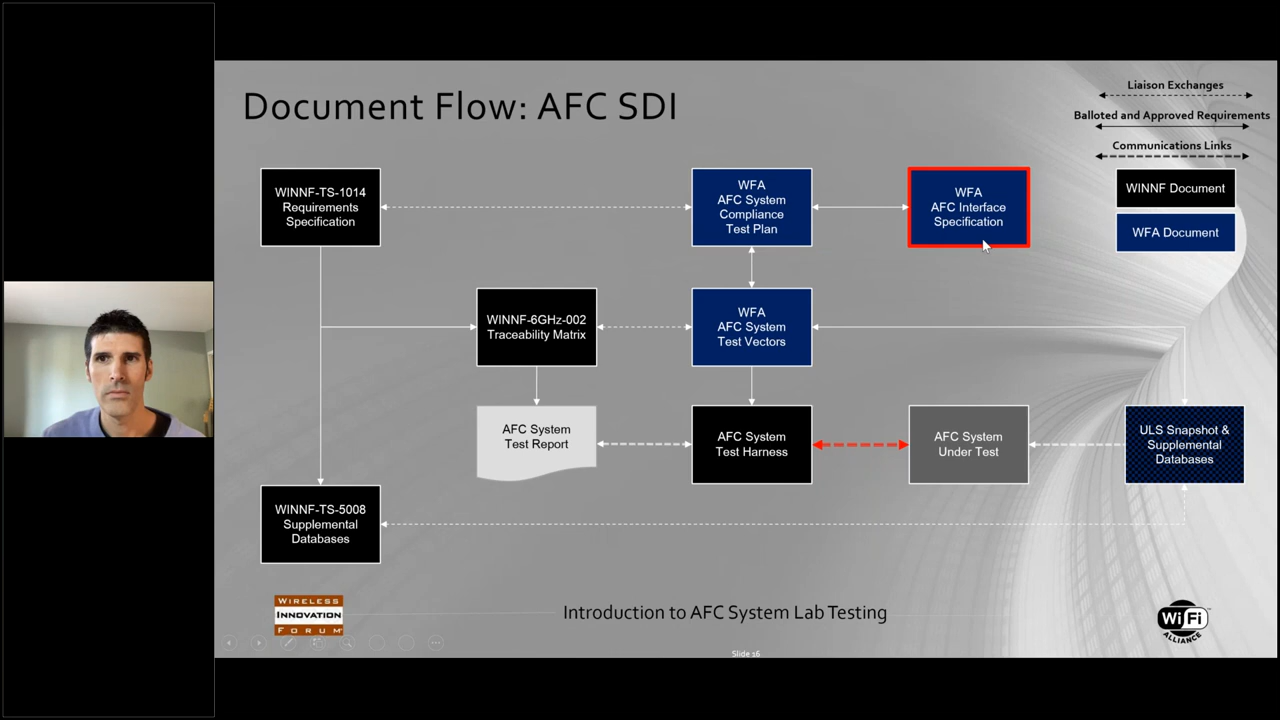 Document Flow: AFC SDI
Liaison Exchanges
Balloted and Approved Requirements
Communications Links
WINNF Document
WFA Document
WINNF-TS-1014
Requirements
Specification
WFA
AFC System
Compliance
Test Plan
WFA
AFC Interface
Specification
WINNF-6GHz-002
Traceability Matrix
WFA
AFC System
Test Vectors
AFC System
Test Report
AFC System
Test Harness
AFC System
Under Test
ULS Snapshot &
Supplemental
Databases
WINNF-TS-5008
Supplemental
Databases
WIRELESS
INNOVATION
FORUM
Introduction to AFC System Lab Testing
Wi Fi
ALLIANCE
Slide 16